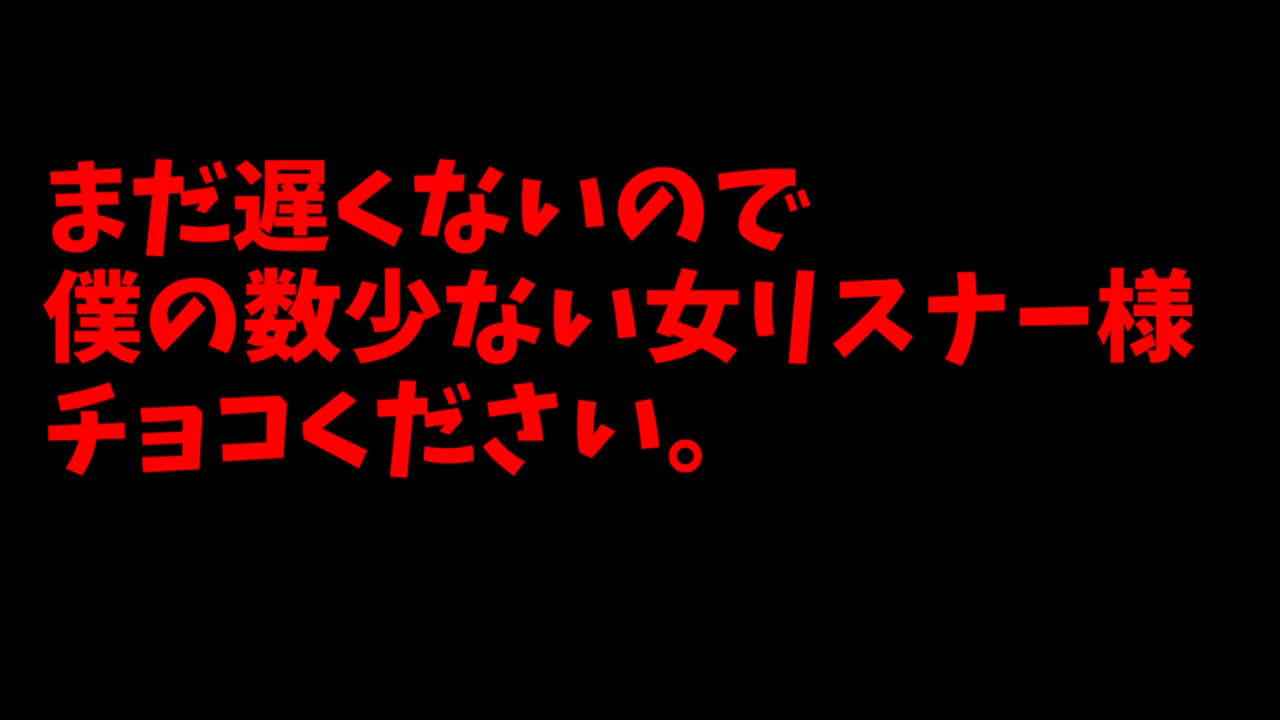 まだ遅くないので
僕の数少ない女リスナー様
チョコください。